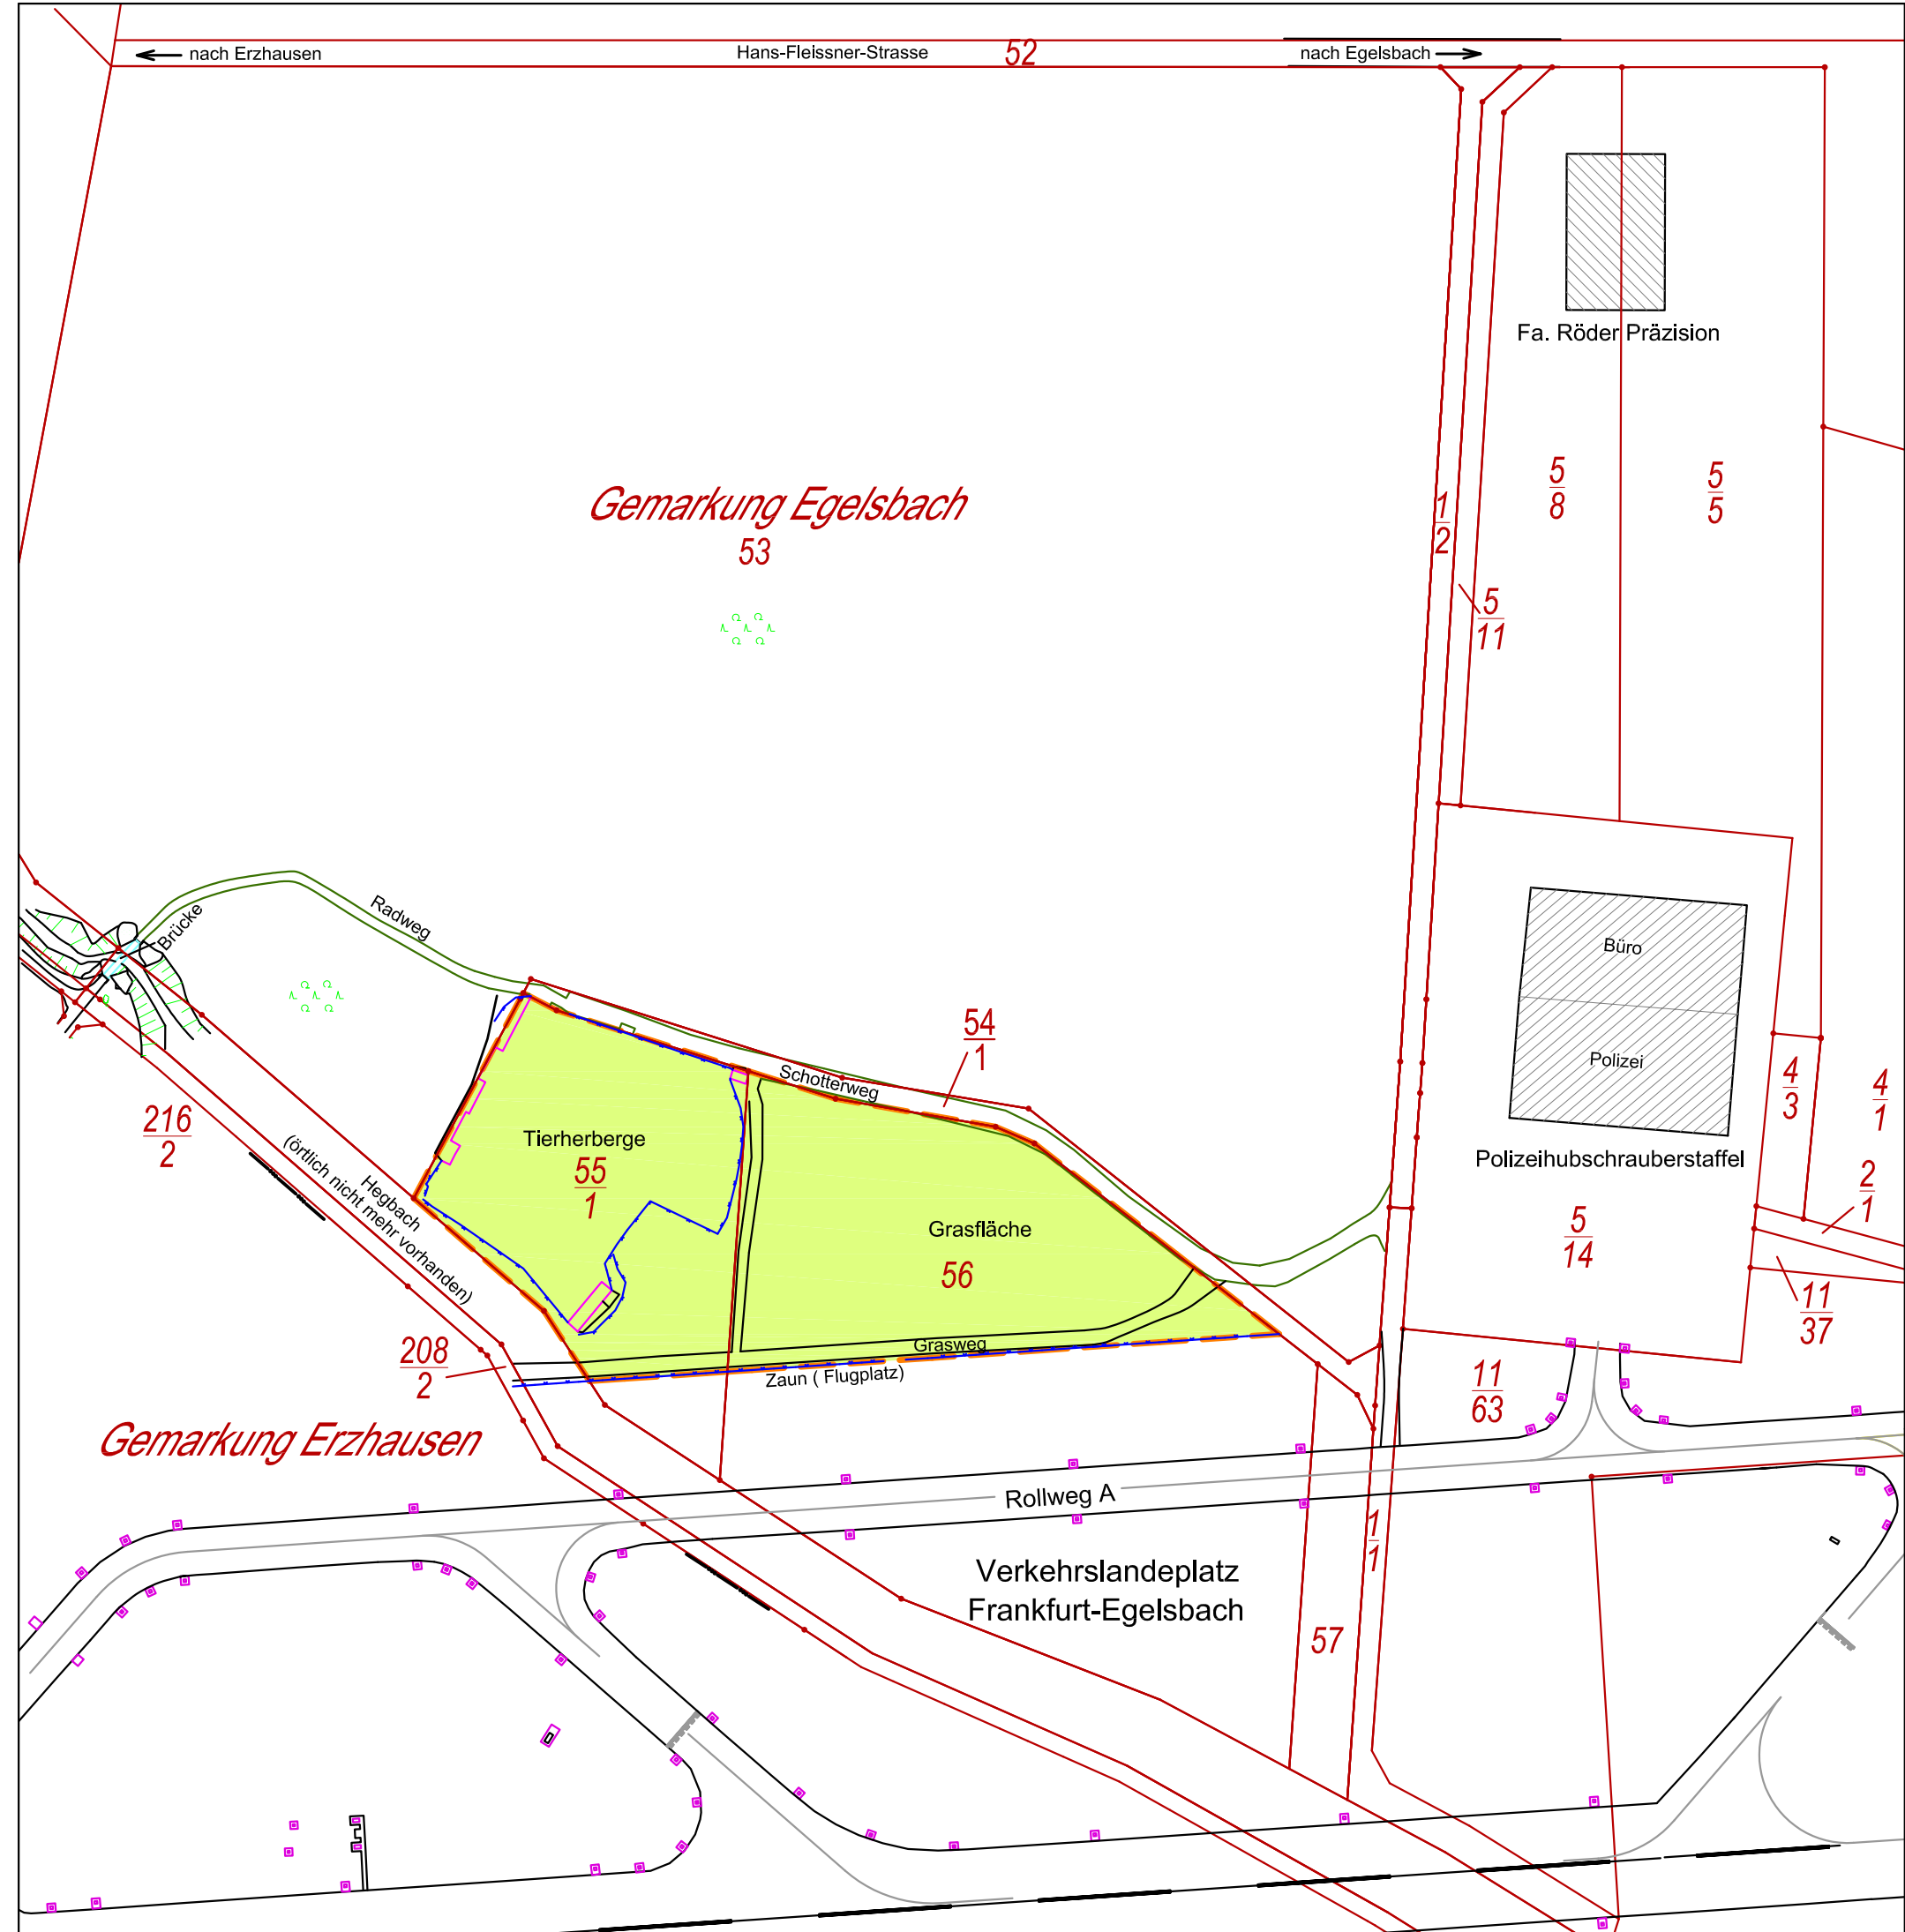 nach Erzhausen
Hans-Fleissner-Strasse
52
nach Egelsbach
Fa. Röder Präzision
Gemarkung Egelsbach
53
1
2
5
8
5
5
5
11
Radweg
Brücke
Büro
Polizei
Polizeihubschrauberstaffel
54
1
Schotterweg
4
3
4
1
216
2
Tierherberge
55
1
Hegbach
(örtlich nicht mehr vorhanden)
Grasfläche
56
5
14
2
1
11
37
208
2
Grasweg
Zaun ( Flugplatz)
11
63
Gemarkung Erzhausen
Rollweg A
1
1
Verkehrslandeplatz
Frankfurt-Egelsbach
57